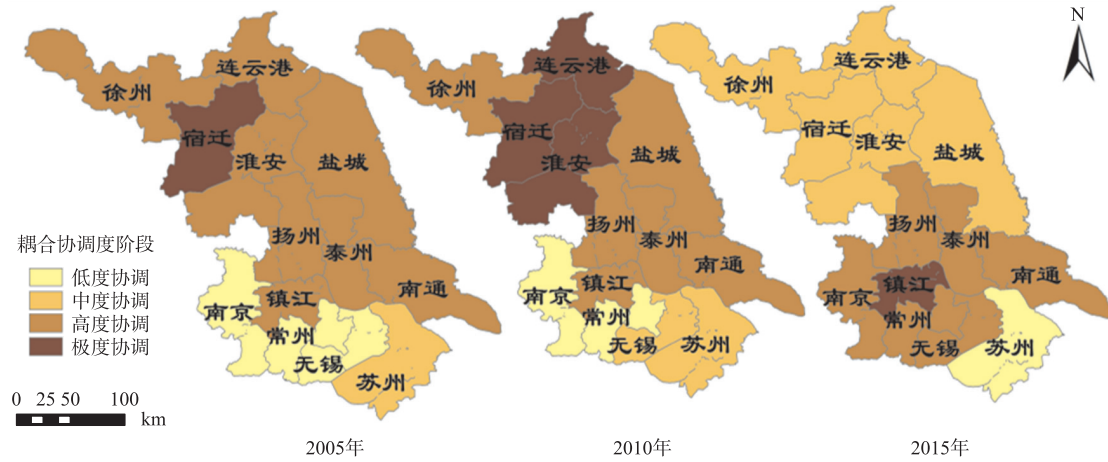 N
连云港
徐州
宿迁
淮安
盐城
扬州
泰州
南通
南京
镇江
常州
无锡
苏州
连云港
徐州
宿迁
淮安
盐城
扬州
泰州
南通
南京
镇江
常州
无锡
苏州
连云港
徐州
宿迁
淮安
盐城
扬州
泰州
南通
南京
镇江
常州
无锡
苏州
耦合协调度阶段
低度协调
中度协调
高度协调
极度协调
0 25 50 100
km
2005年 2010年 2015年